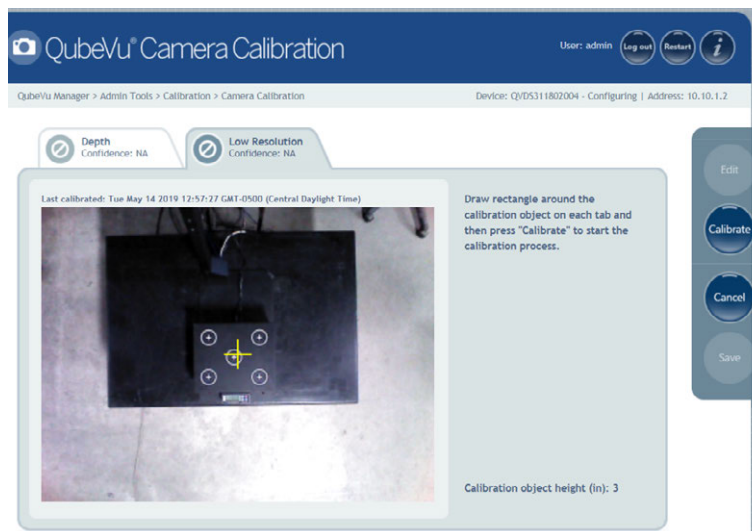 QubeVu® Camera Calibration
User: admin
Log out
Restart
i
QubeVu Manager > Admin Tools > Calibration > Camera Calibration
Device: QVDS311802004 - Configuring | Address: 10.10.1.2
Depth
Confidence: NA
Low Resolution
Confidence: NA
Edit
Last calibrated: Tue May 14 2019 12:57:27 GMT-0500 (Central Daylight Time)
Draw rectangle around the
calibration object on each tab and
then press "Calibrate" to start the
calibration process.
Calibrate
Cancel
Save
Calibration object height (in): 3